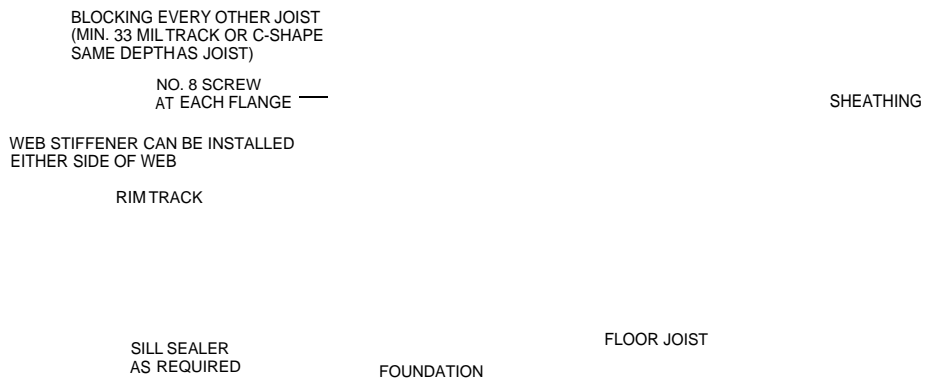 BLOCKING EVERY OTHER JOIST
(MIN. 33 MIL TRACK OR C-SHAPE
SAME DEPTH AS JOIST)
NO. 8 SCREW
AT EACH FLANGE
SHEATHING
WEB STIFFENER CAN BE INSTALLED
EITHER SIDE OF WEB
RIM TRACK
FLOOR JOIST
SILL SEALER
AS REQUIRED
FOUNDATION